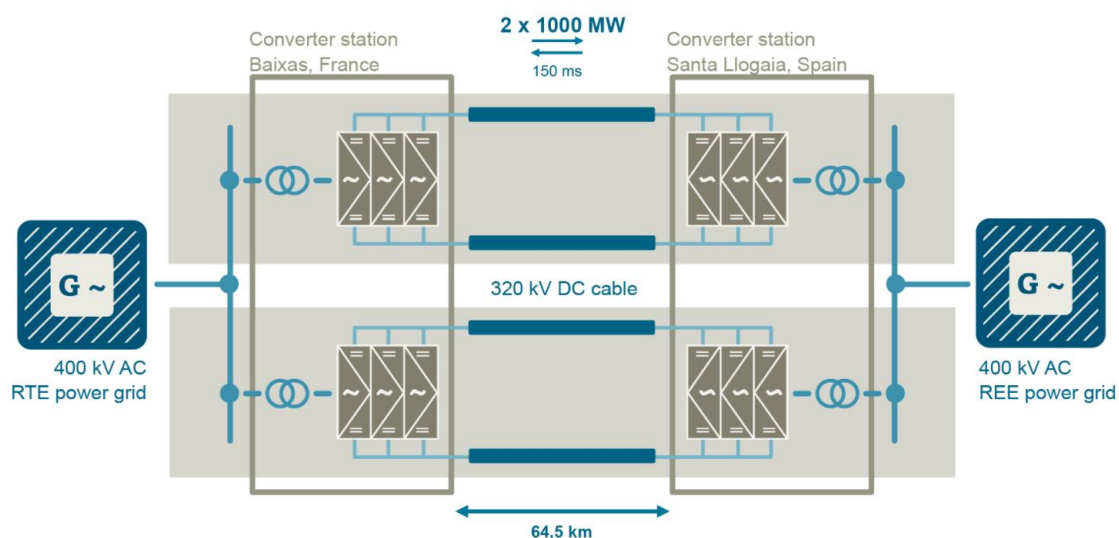 2 x 1000 MW
150 ms
Converter station
Baixas, France
Converter station
Santa Llogaia, Spain
~ ~ ~
~ ~ ~
G ~
G ~
320 kV DC cable
400 kV AC
RTE power grid
400 kV AC
REE power grid
~ ~ ~
~ ~ ~
64.5 km